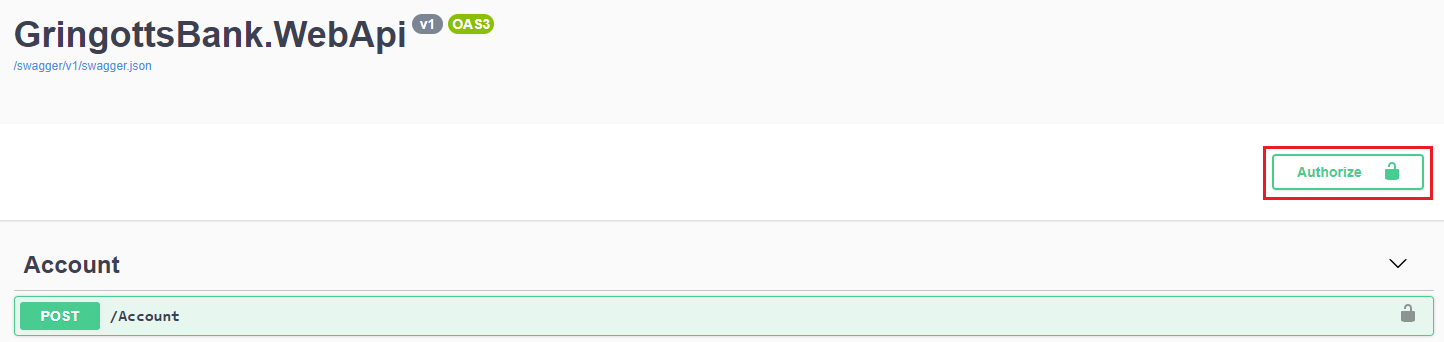 GringottsBank.WebApi v1 OAS3
/swagger/v1/swagger.json
Authorize
Account
POST /Account